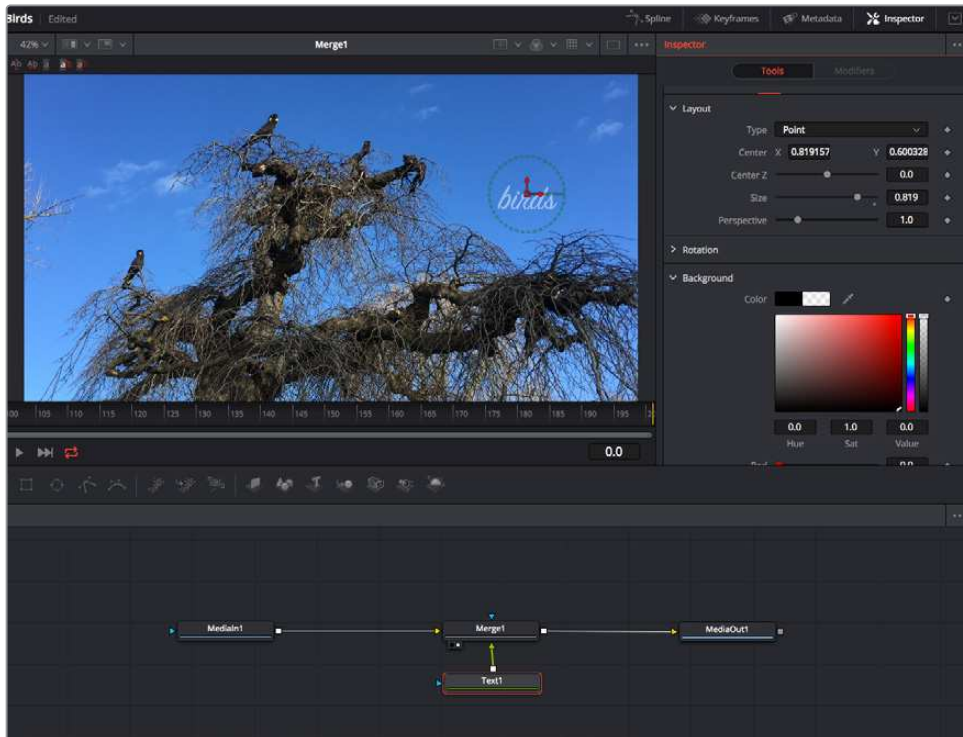 Birds Edited
Spline Keyframes Metadata Inspector
42% Merge1
Inspector
Tools Modifiers
Layout
Type Point
Center X 0.819157 Y 0.600328
Center Z 0.0
Size 0.819
Perspective 1.0
Rotation
Background
Color
birds
105 110 115 120 125 130 135 140 145 150 155 160 165 170 175 180 185 190 195
0.0
0.0 1.0 0.0
Hue Sat Value
MediaIn1 Merge1 MediaOut1
Text1